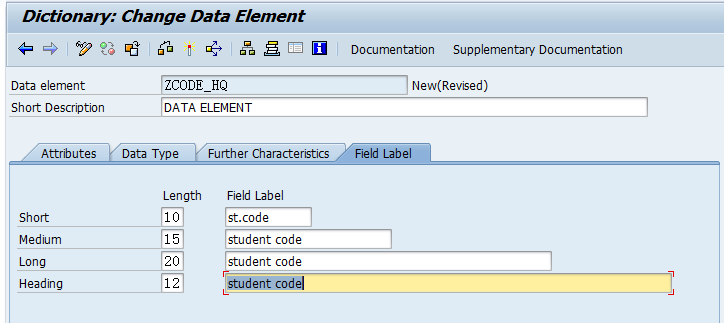 Dictionary: Change Data Element
Documentation Supplementary Documentation
Data element ZCODE_HQ New(Revised)
Short Description DATA ELEMENT
Attributes Data Type Further Characteristics Field Label
Length Field Label
Short 10 st.code
Medium 15 student code
Long 20 student code
Heading 12 student code